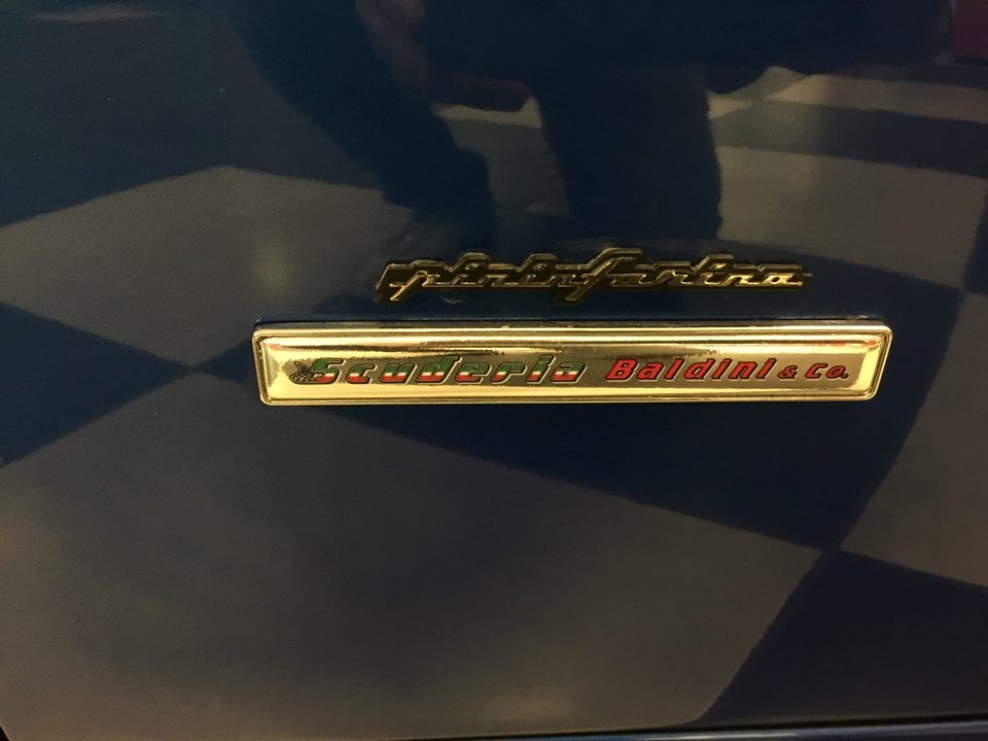 pininfarina
Scuderia Baldini & Co.